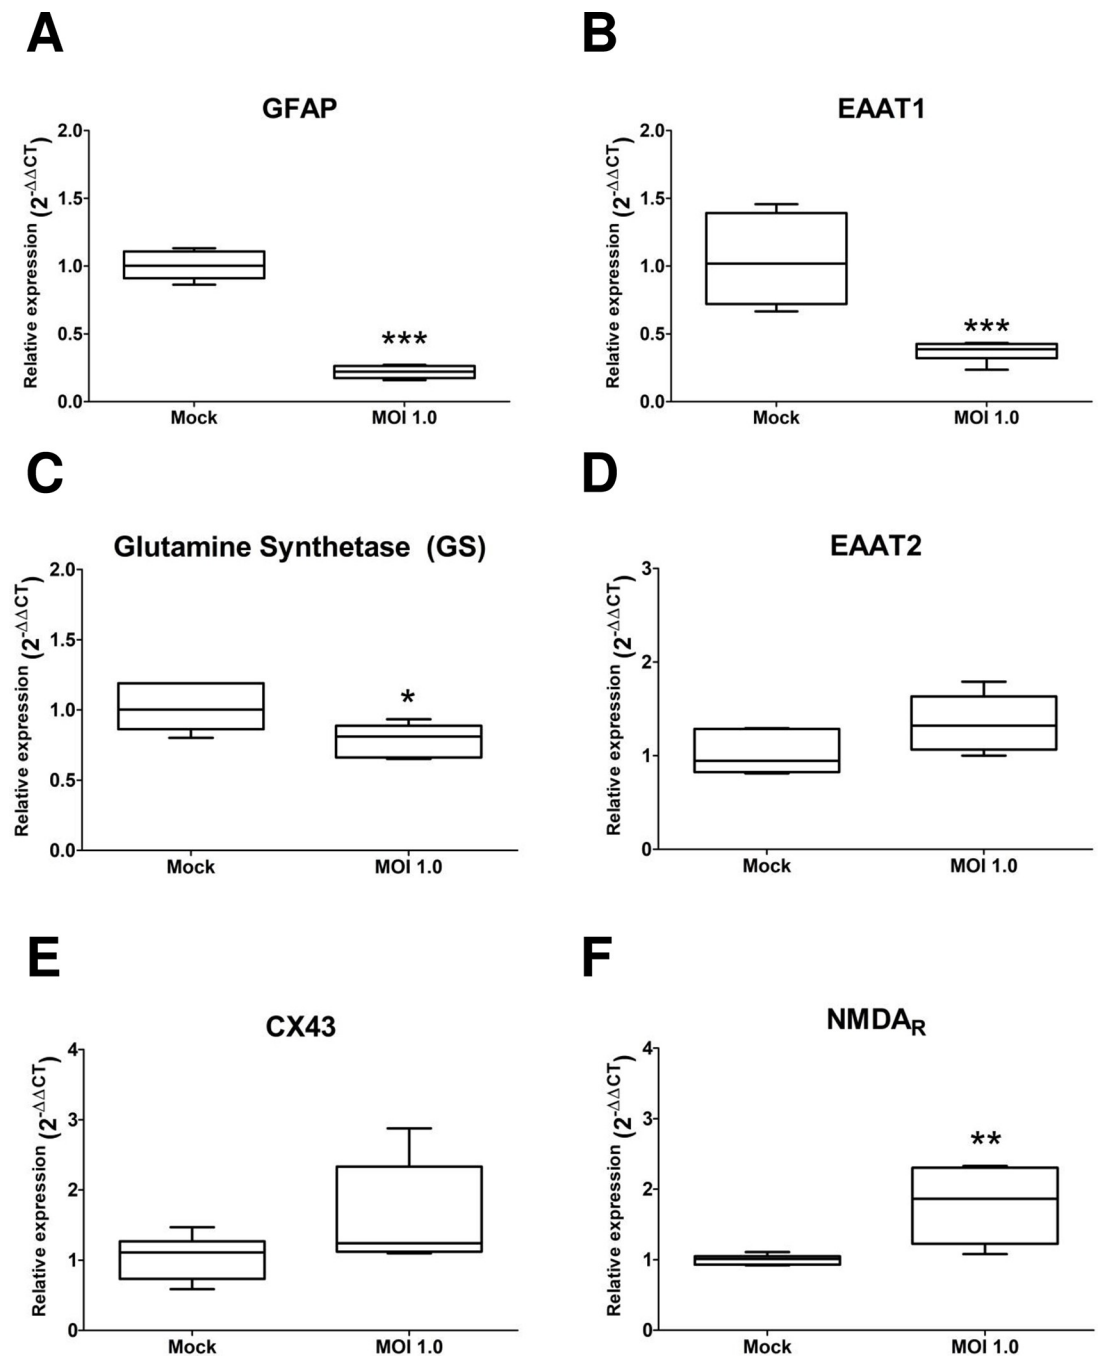 A
GFAP
Relative expression (2^-ΔΔCT)
2.0
1.5
1.0
0.5
0.0
***
Mock
MOI 1.0
B
EAAT1
Relative expression (2^-ΔΔCT)
2.0
1.5
1.0
0.5
0.0
***
Mock
MOI 1.0
C
Glutamine Synthetase (GS)
Relative expression (2^-ΔΔCT)
2.0
1.5
1.0
0.5
0.0
*
Mock
MOI 1.0
D
EAAT2
Relative expression (2^-ΔΔCT)
3
2
1
0
Mock
MOI 1.0
E
CX43
Relative expression (2^-ΔΔCT)
4
3
2
1
0
Mock
MOI 1.0
F
NMDA_R
Relative expression (2^-ΔΔCT)
4
3
2
1
0
**
Mock
MOI 1.0